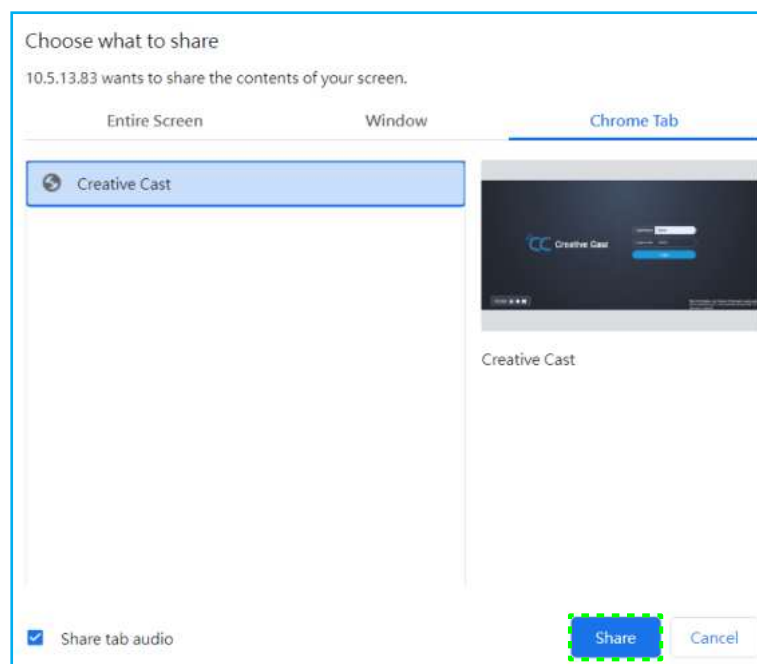 Choose what to share
10.5.13.83 wants to share the contents of your screen.
Entire Screen Window Chrome Tab
Creative Cast
CC Creative Cast
Creative Cast
Share tab audio
Share Cancel